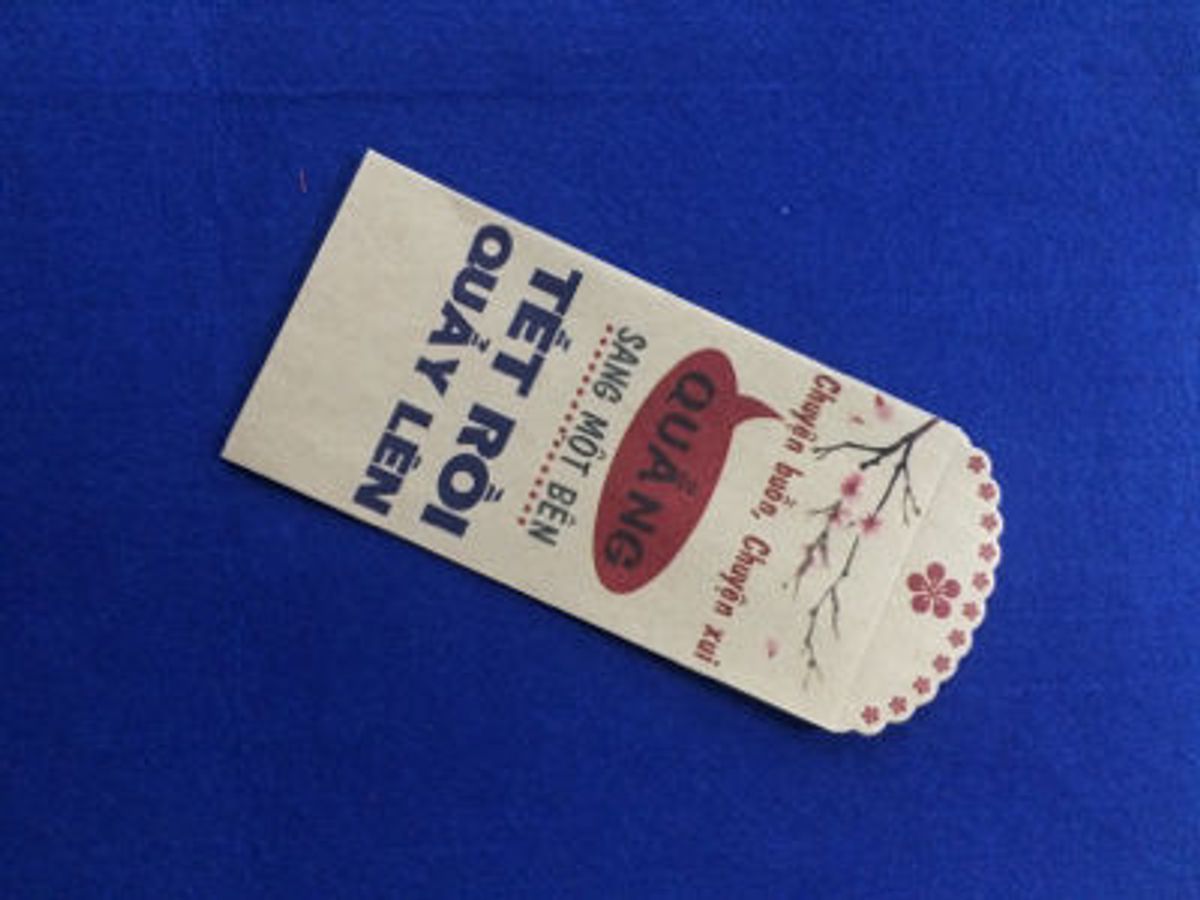 Chuyện buồn, Chuyện xui
QUẲNG
SANG MỘT BÊN
TẾT RỒI
QUẨY LÊN